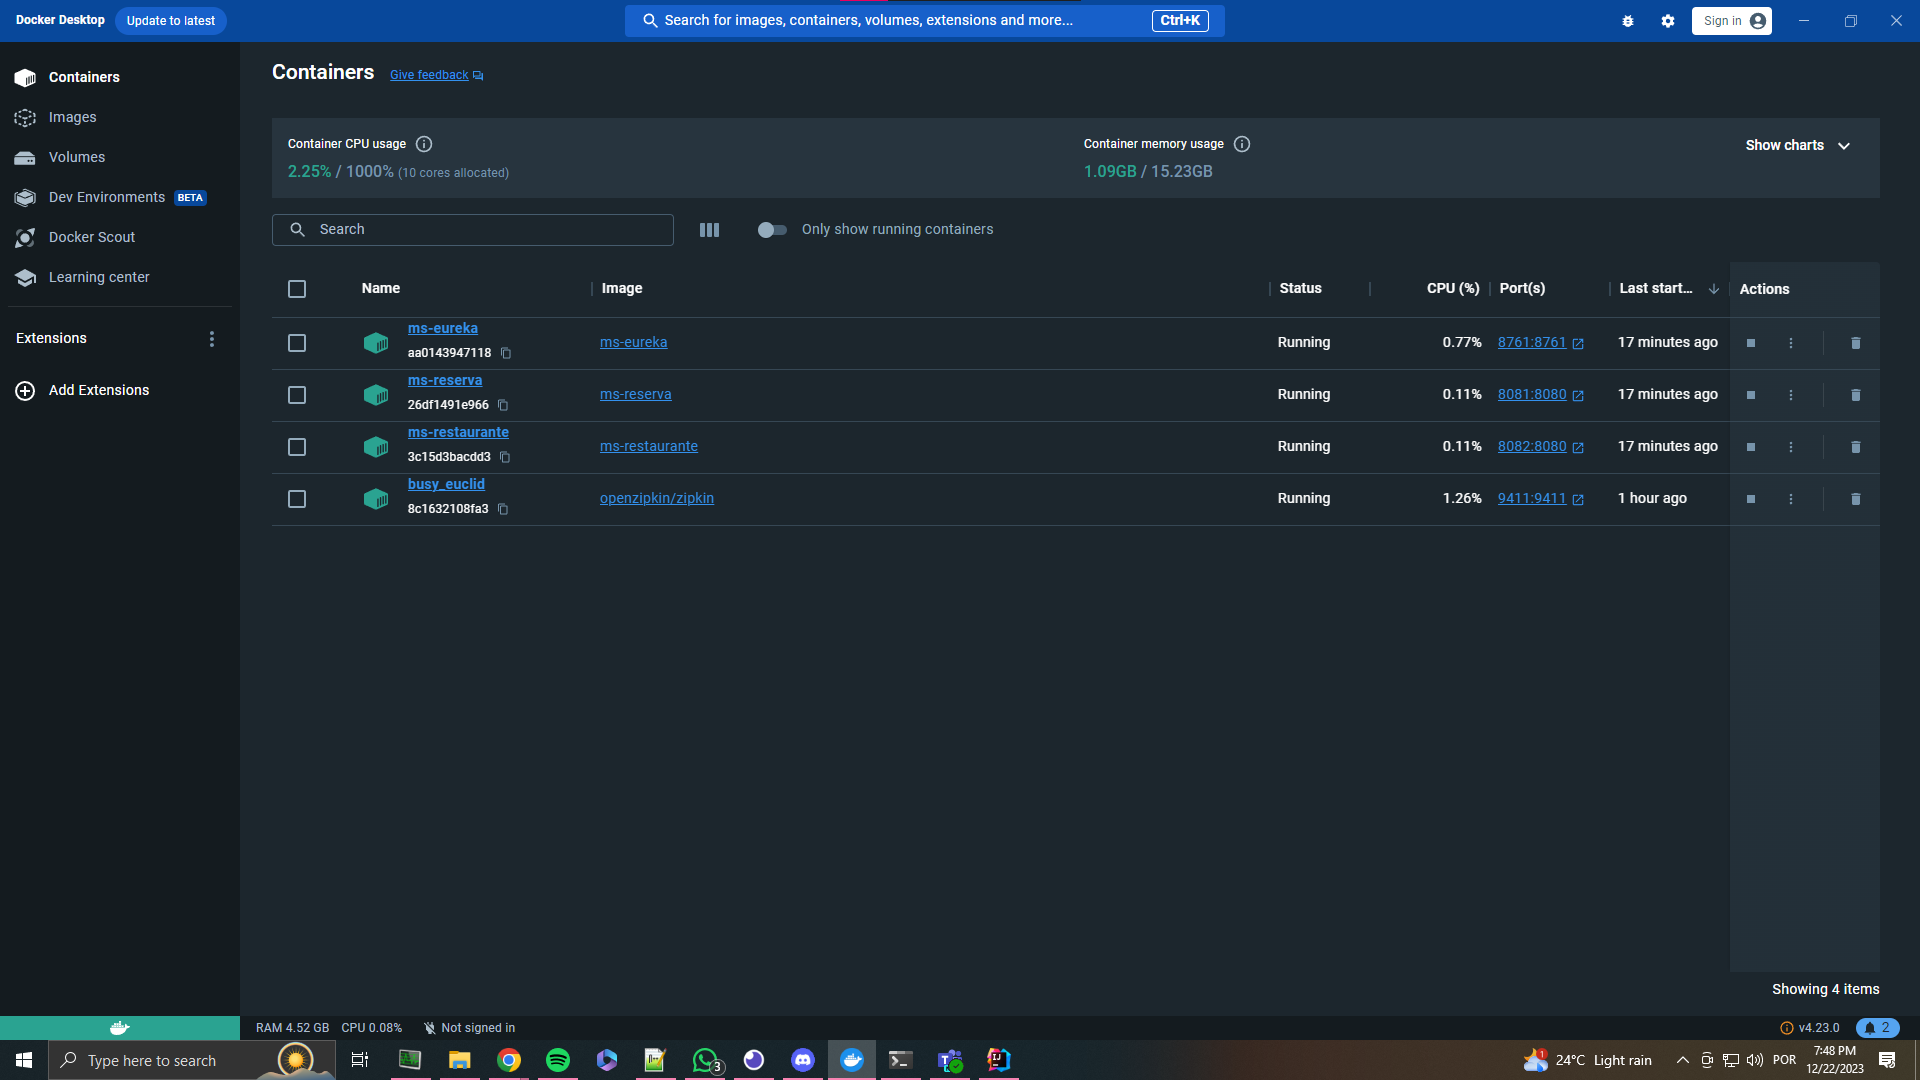 Docker Desktop
Update to latest
Search for images, containers, volumes, extensions and more...
Ctrl+K
Sign in
Containers
Images
Volumes
Dev Environments
BETA
Docker Scout
Learning center
Extensions
Add Extensions
Containers
Give feedback
Container CPU usage
2.25% / 1000% (10 cores allocated)
Container memory usage
1.09GB / 15.23GB
Show charts
Search
Only show running containers
Name Image Status CPU (%) Port(s) Last start... Actions
ms-eureka
aa0143947118
ms-eureka Running 0.77% 8761:8761 17 minutes ago
ms-reserva
26df1491e966
ms-reserva Running 0.11% 8081:8080 17 minutes ago
ms-restaurante
3c15d3bacdd3
ms-restaurante Running 0.11% 8082:8080 17 minutes ago
busy_euclid
8c1632108fa3
openzipkin/zipkin Running 1.26% 9411:9411 1 hour ago
Showing 4 items
RAM 4.52 GB CPU 0.08% Not signed in
v4.23.0
2
Type here to search
3
1
24°C Light rain
POR
7:48 PM
12/22/2023